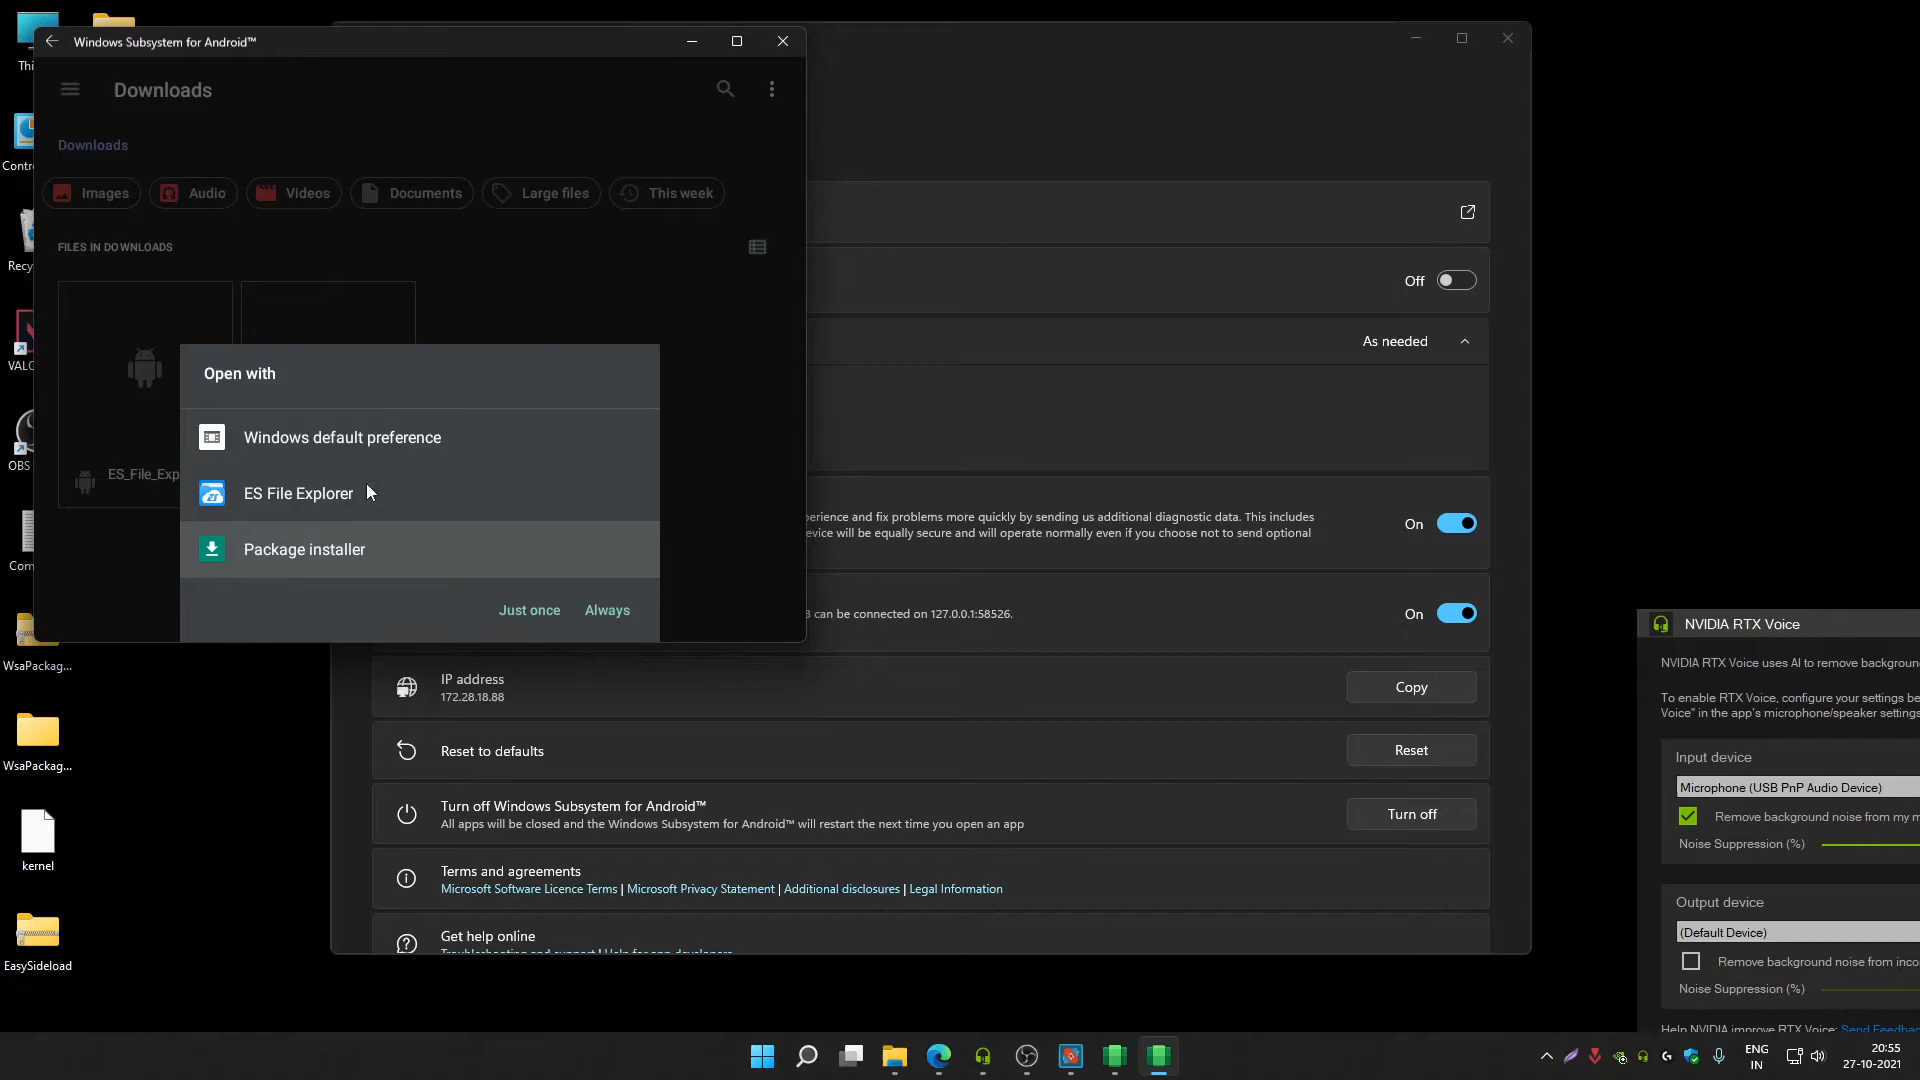 Windows Subsystem for Android™
Downloads
Downloads
Images
Audio
Videos
Documents
Large files
This week
FILES IN DOWNLOADS
ES_File_Exp
Open with
Windows default preference
ES File Explorer
Package installer
Just once
Always
Off
As needed
erience and fix problems more quickly by sending us additional diagnostic data. This includes
evice will be equally secure and will operate normally even if you choose not to send optional
On
can be connected on 127.0.0.1:58526.
On
IP address
172.28.18.88
Copy
Reset to defaults
Reset
Turn off Windows Subsystem for Android™
All apps will be closed and the Windows Subsystem for Android™ will restart the next time you open an app
Turn off
Terms and agreements
Microsoft Software Licence Terms | Microsoft Privacy Statement | Additional disclosures | Legal Information
Get help online
Thi
Contr
Recy
VALO
OBS
Com
WsaPackag...
WsaPackag...
kernel
EasySideload
NVIDIA RTX Voice
NVIDIA RTX Voice uses AI to remove backgroun
To enable RTX Voice, configure your settings be
Voice" in the app's microphone/speaker settings
Input device
Microphone (USB PnP Audio Device)
Remove background noise from my m
Noise Suppression (%)
Output device
(Default Device)
Remove background noise from inco
Noise Suppression (%)
Help NVIDIA improve RTX Voice: Send Feedbac
ENG
IN
20:55
27-10-2021